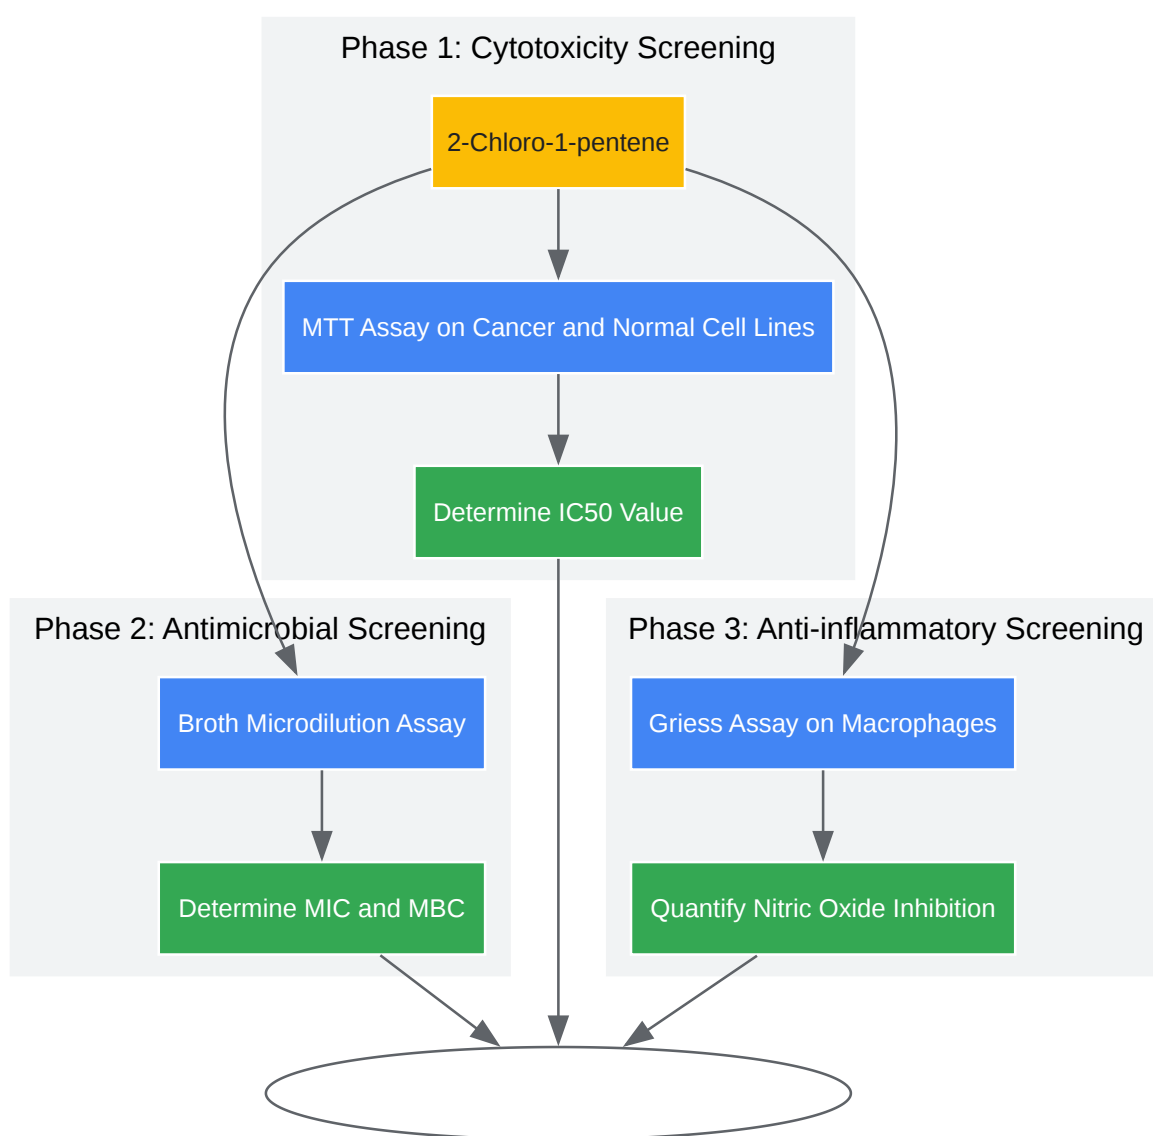 Phase 1: Cytotoxicity Screening
2-Chloro-1-pentene
MTT Assay on Cancer and Normal Cell Lines
Determine IC50 Value
Phase 2: Antimicrobial Screening
Broth Microdilution Assay
Determine MIC and MBC
Phase 3: Anti-inflammatory Screening
Griess Assay on Macrophages
Quantify Nitric Oxide Inhibition